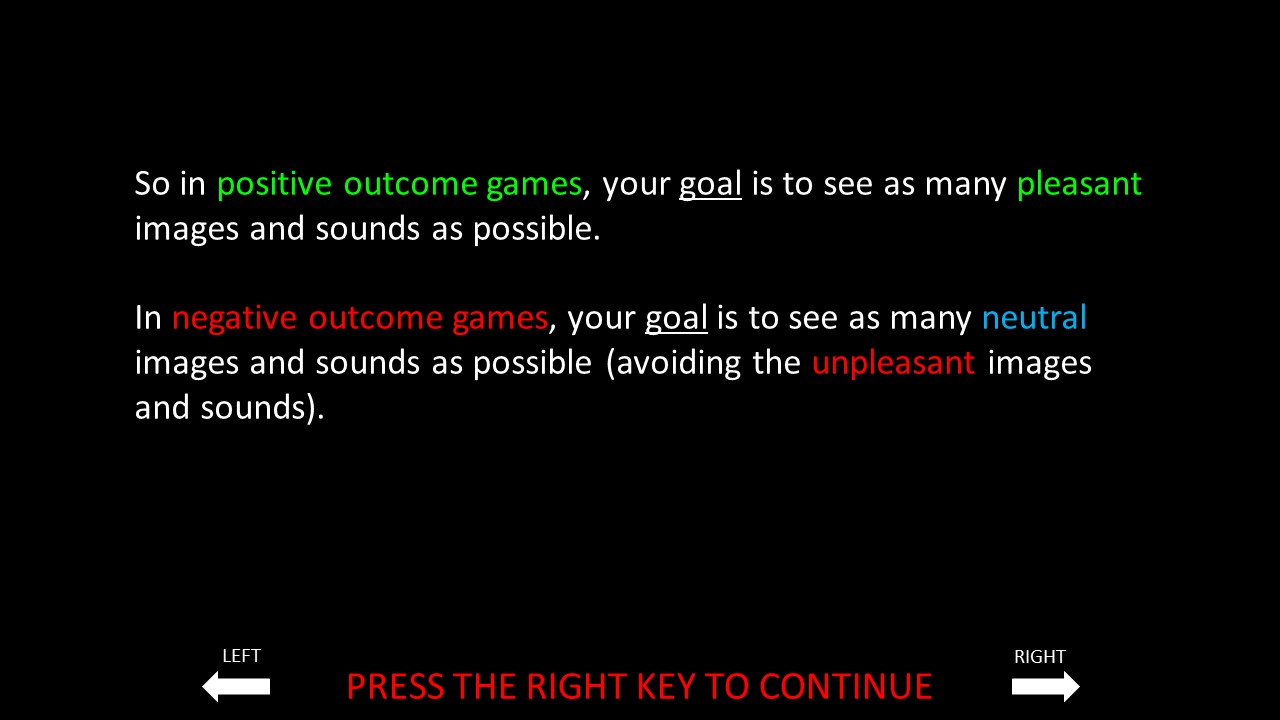 So in positive outcome games, your goal is to see as many pleasant
images and sounds as possible.
In negative outcome games, your goal is to see as many neutral
images and sounds as possible (avoiding the unpleasant images
and sounds).
LEFT
RIGHT
PRESS THE RIGHT KEY TO CONTINUE